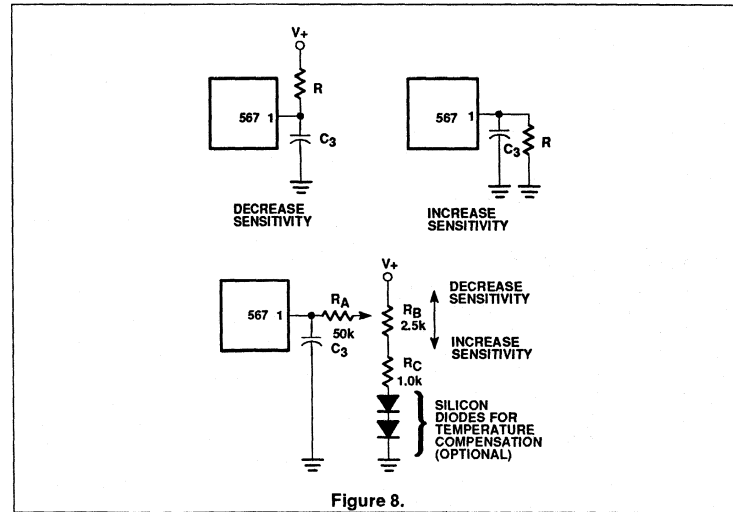 V+
R
567 1
C3
DECREASE
SENSITIVITY
567 1
C3
R
INCREASE
SENSITIVITY
V+
567 1
RA
50k
C3
RB
2.5k
DECREASE
SENSITIVITY
INCREASE
SENSITIVITY
RC
1.0k
SILICON
DIODES FOR
TEMPERATURE
COMPENSATION
(OPTIONAL)
Figure 8.